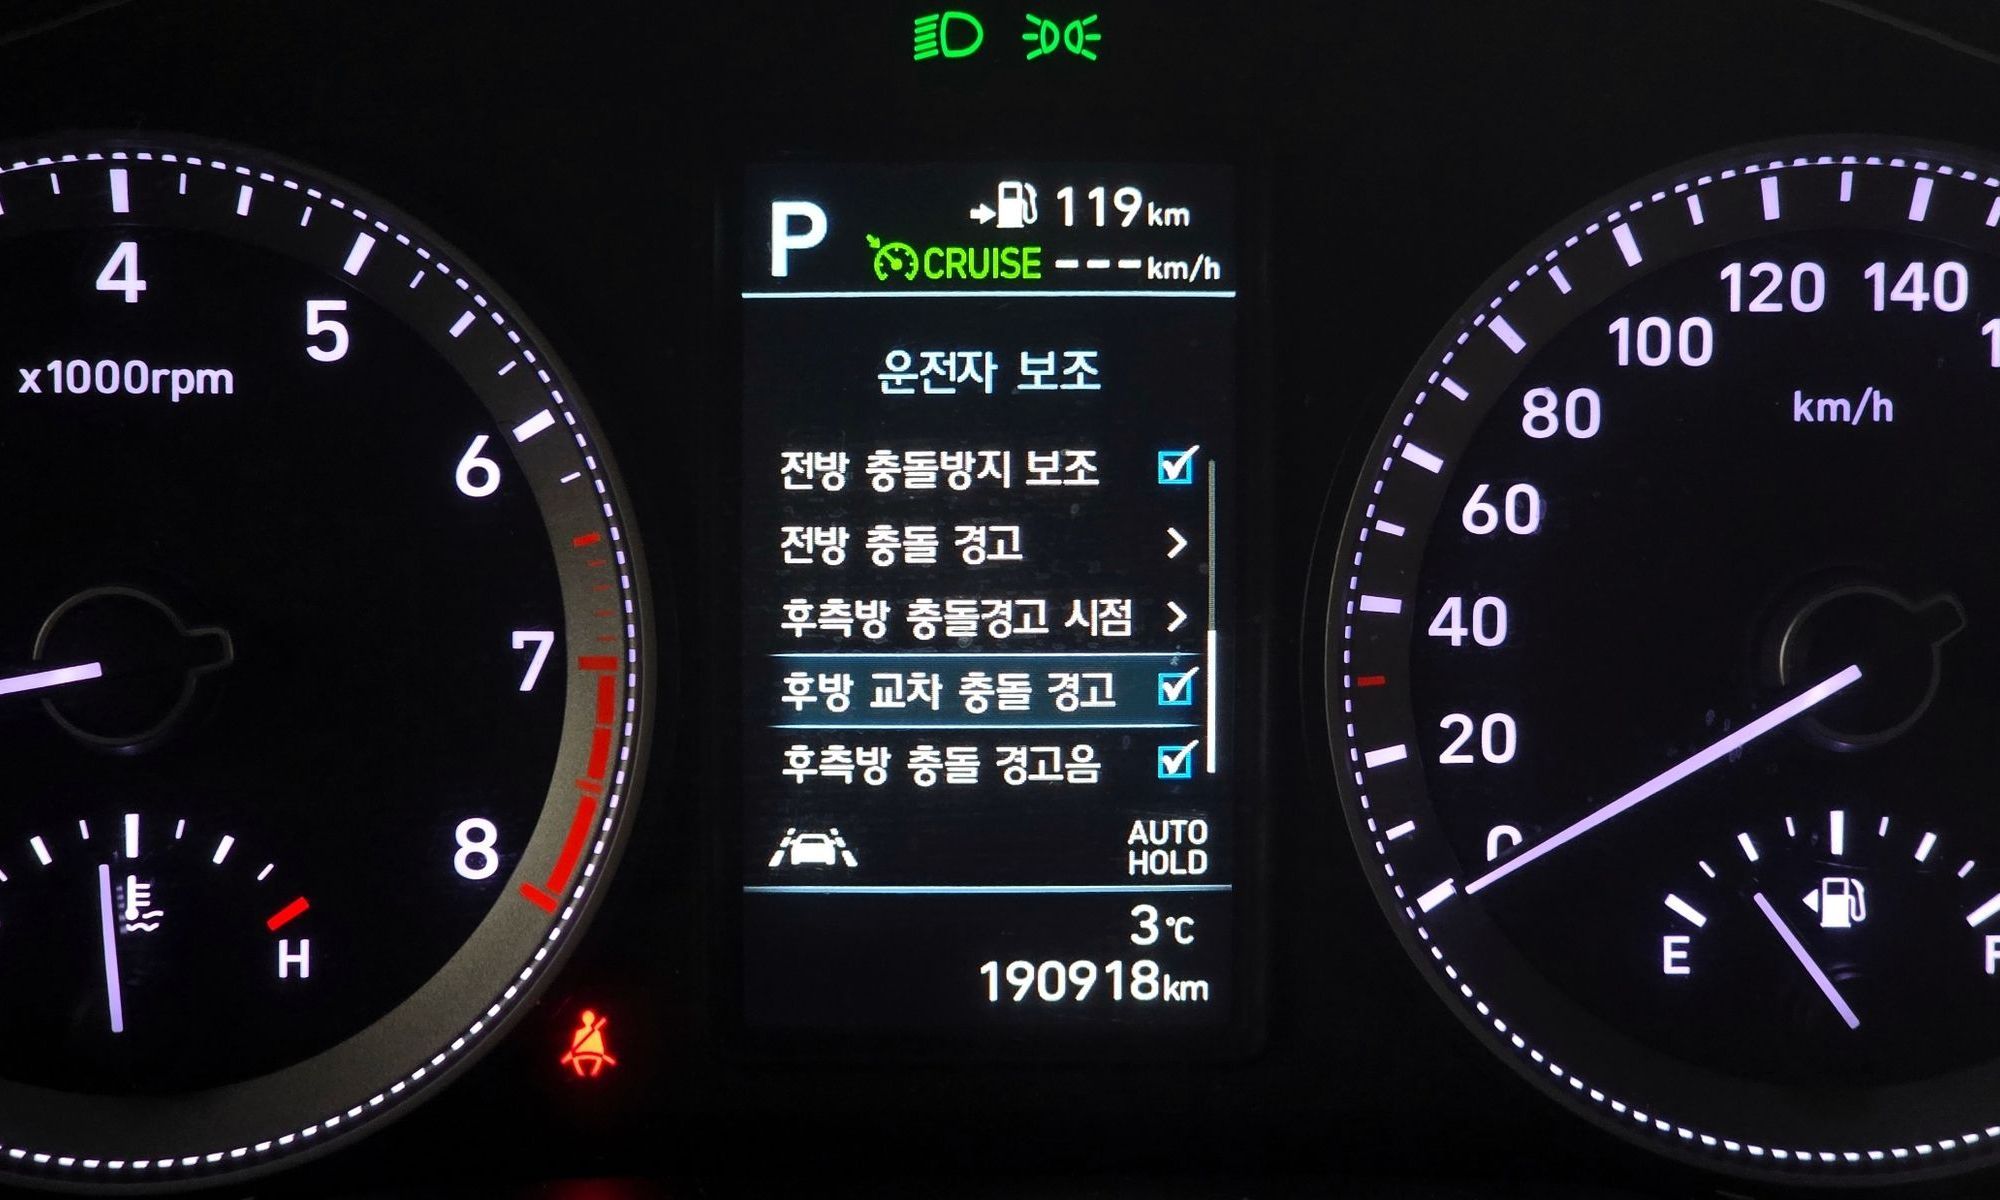 P
119km
CRUISE ---km/h
운전자 보조
전방 충돌방지 보조
전방 충돌 경고
후측방 충돌경고 시점
후방 교차 충돌 경고
후측방 충돌 경고음
AUTO
HOLD
3℃
190918km
4
5
6
7
8
x1000rpm
H
0
20
40
60
80
100
120
140
km/h
E